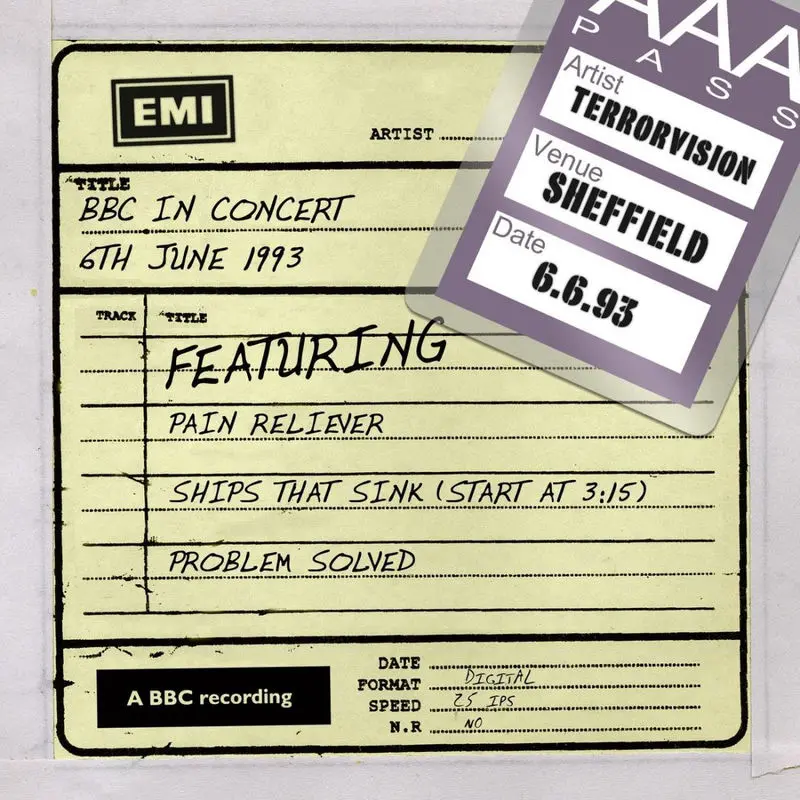 EMI
ARTIST
TITLE
BBC IN CONCERT
6TH JUNE 1993
TRACK TITLE
FEATURING
PAIN RELIEVER
SHIPS THAT SINK (START AT 3:15)
PROBLEM SOLVED
A BBC recording
DATE
FORMAT DIGITAL
SPEED 25 IPS
N.R NO
AAA
PASS
Artist
TERRORVISION
Venue
SHEFFIELD
Date
6.6.93